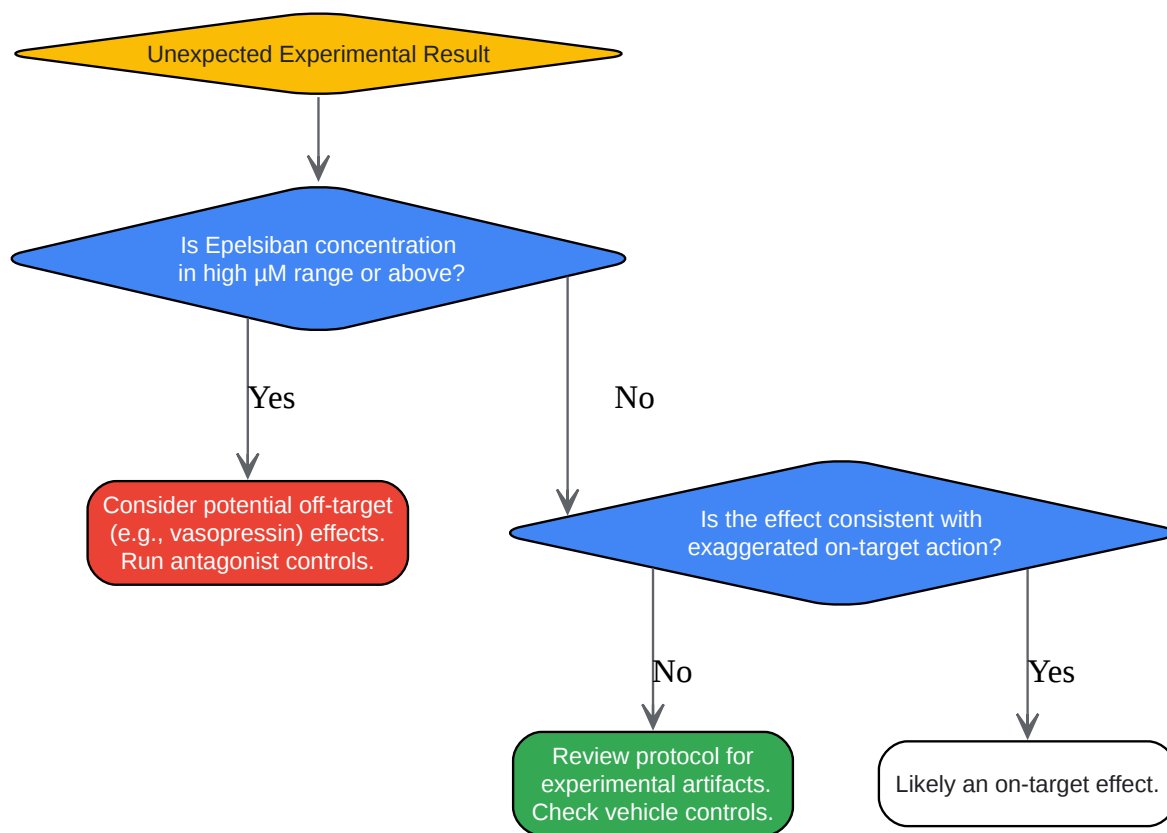 Unexpected Experimental Result
Is Epelsiban concentration
in high µM range or above?
Yes
No
Consider potential off-target
(e.g., vasopressin) effects.
Run antagonist controls.
Is the effect consistent with
exaggerated on-target action?
No
Yes
Review protocol for
experimental artifacts.
Check vehicle controls.
Likely an on-target effect.